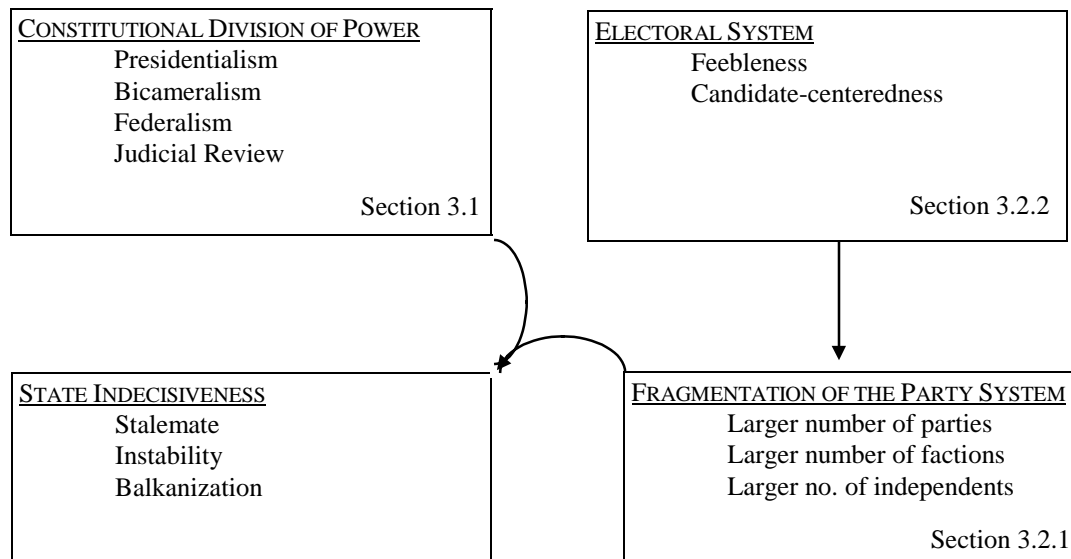 CONSTITUTIONAL DIVISION OF POWER
Presidentialism
Bicameralism
Federalism
Judicial Review
Section 3.1
ELECTORAL SYSTEM
Feebleness
Candidate-centeredness
Section 3.2.2
STATE INDECISIVENESS
Stalemate
Instability
Balkanization
FRAGMENTATION OF THE PARTY SYSTEM
Larger number of parties
Larger number of factions
Larger no. of independents
Section 3.2.1